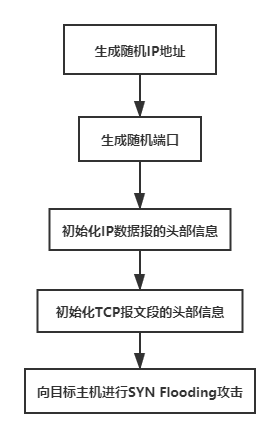 生成随机IP地址
生成随机端口
初始化IP数据报的头部信息
初始化TCP报文段的头部信息
向目标主机进行SYN Flooding攻击